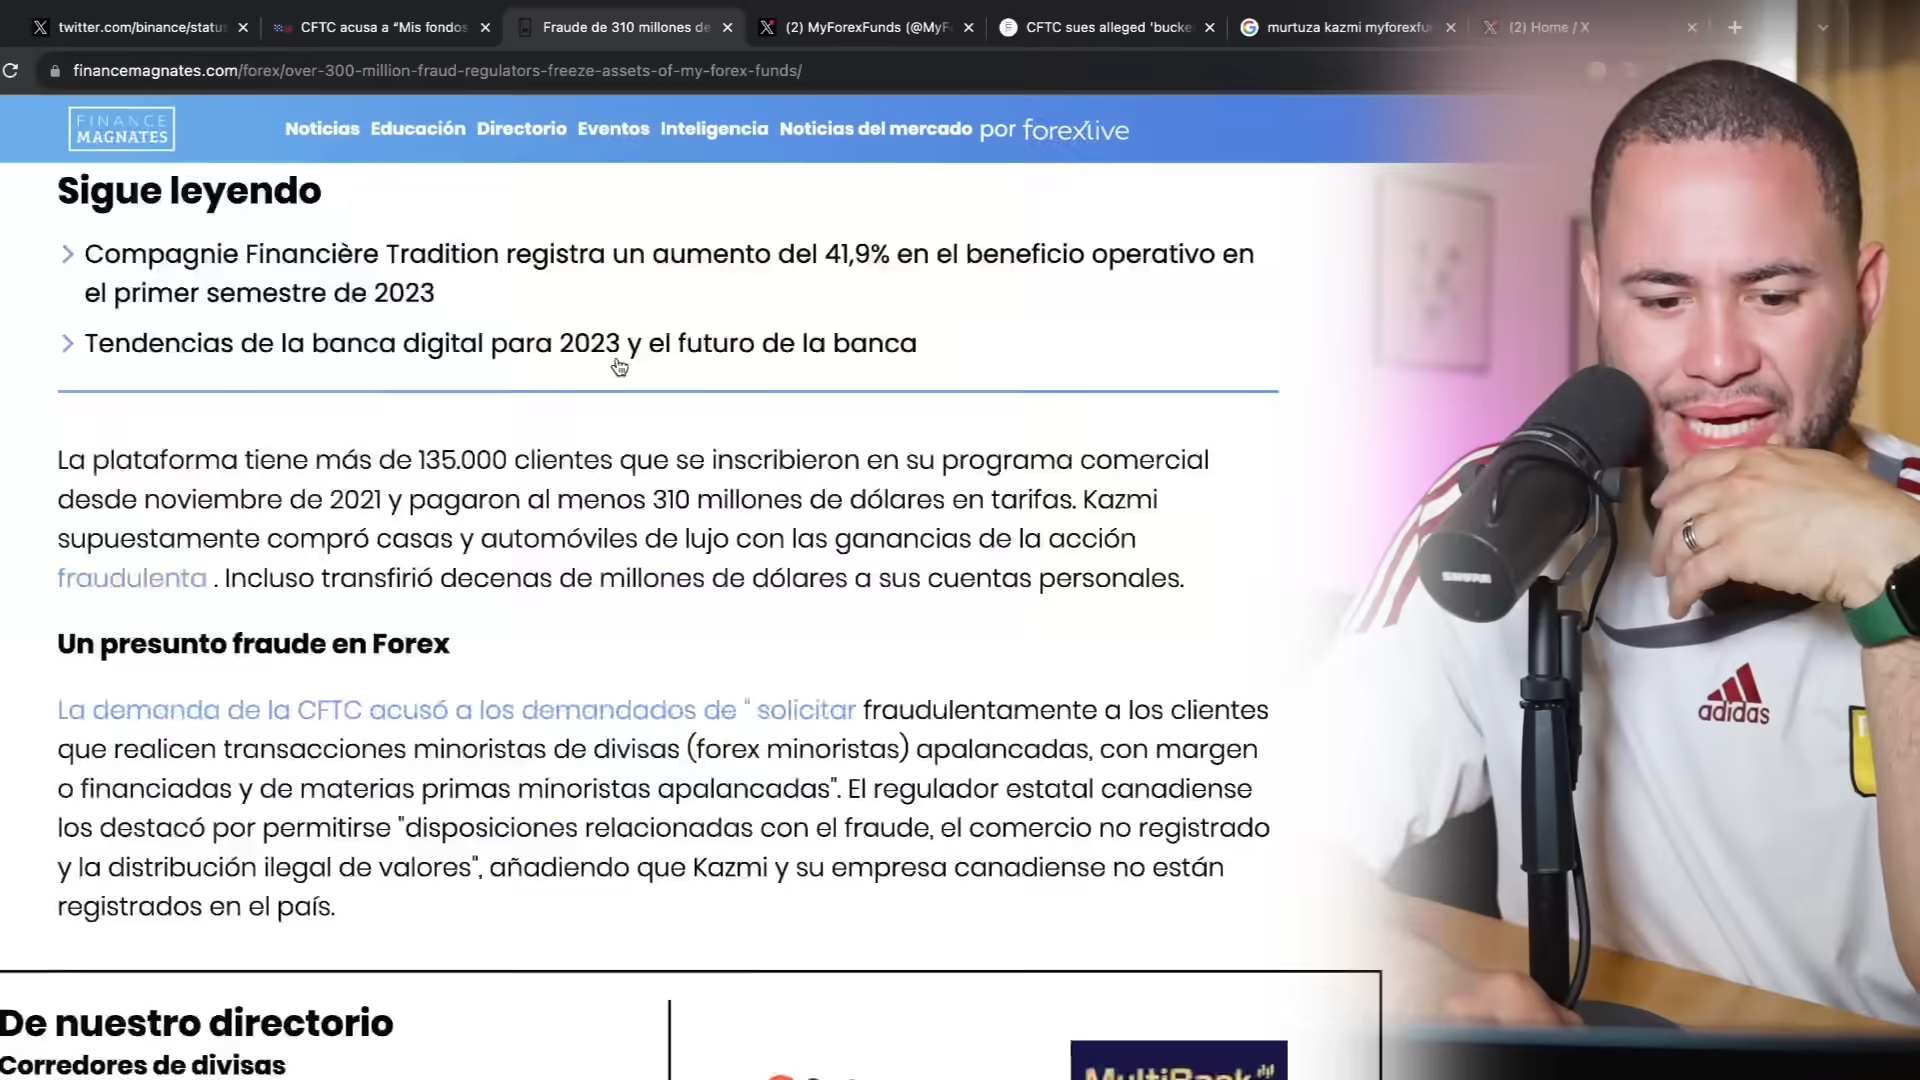 twitter.com/binance/statu
CFTC acusa a “Mis fondos
Fraude de 310 millones de
(2) MyForexFunds (@MyF
CFTC sues alleged 'bucke
murtuza kazmi myforexfu
(2) Home / X
financemagnates.com/forex/over-300-million-fraud-regulators-freeze-assets-of-my-forex-funds/
FINANCE
MAGNATES
Noticias Educación Directorio Eventos Inteligencia Noticias del mercado por forexlive
Sigue leyendo
Compagnie Financière Tradition registra un aumento del 41,9% en el beneficio operativo en
el primer semestre de 2023
Tendencias de la banca digital para 2023 y el futuro de la banca
La plataforma tiene más de 135.000 clientes que se inscribieron en su programa comercial
desde noviembre de 2021 y pagaron al menos 310 millones de dólares en tarifas. Kazmi
supuestamente compró casas y automóviles de lujo con las ganancias de la acción
fraudulenta . Incluso transfirió decenas de millones de dólares a sus cuentas personales.
Un presunto fraude en Forex
La demanda de la CFTC acusó a los demandados de " solicitar fraudulentamente a los clientes
que realicen transacciones minoristas de divisas (forex minoristas) apalancadas, con margen
o financiadas y de materias primas minoristas apalancadas". El regulador estatal canadiense
los destacó por permitirse "disposiciones relacionadas con el fraude, el comercio no registrado
y la distribución ilegal de valores", añadiendo que Kazmi y su empresa canadiense no están
registrados en el país.
De nuestro directorio
Corredores de divisas
MultiBank
SHURE
adidas